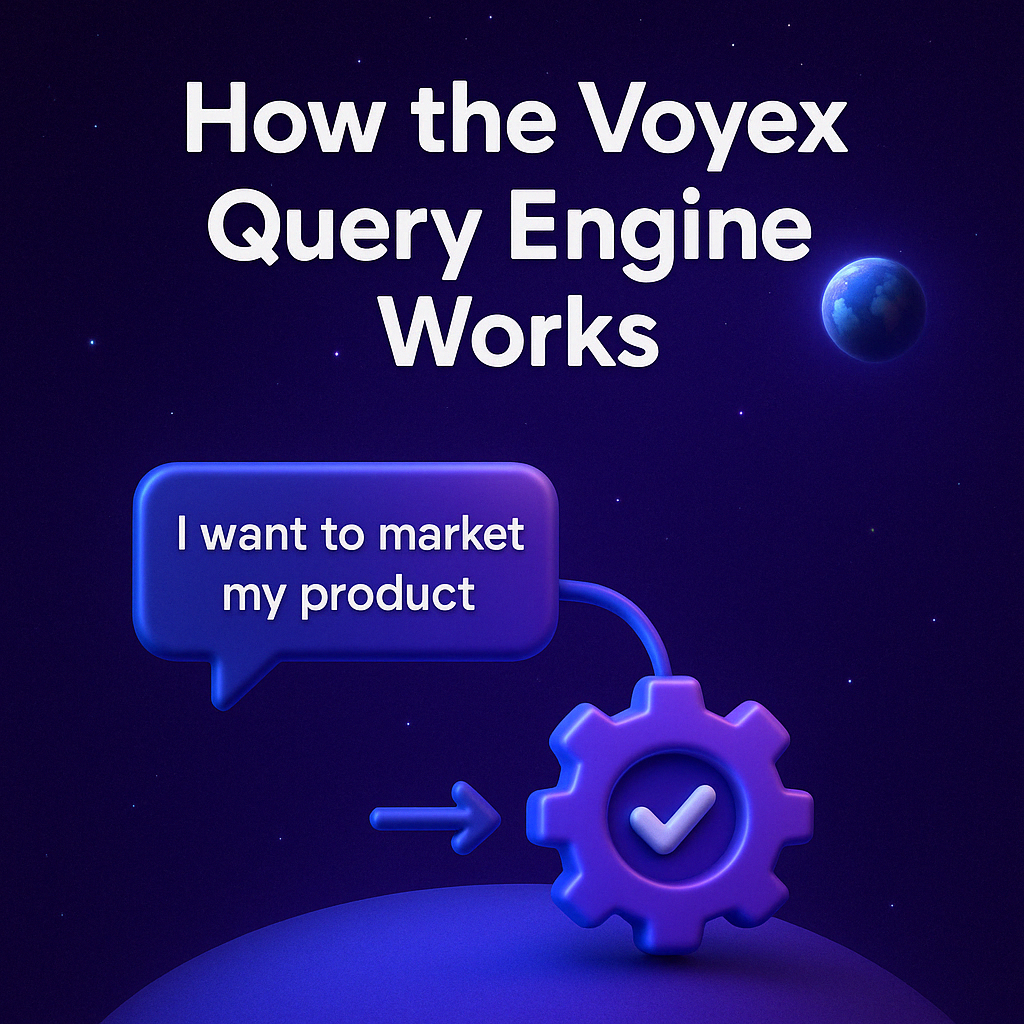 How the Voyex
Query Engine
Works
I want to market
my product